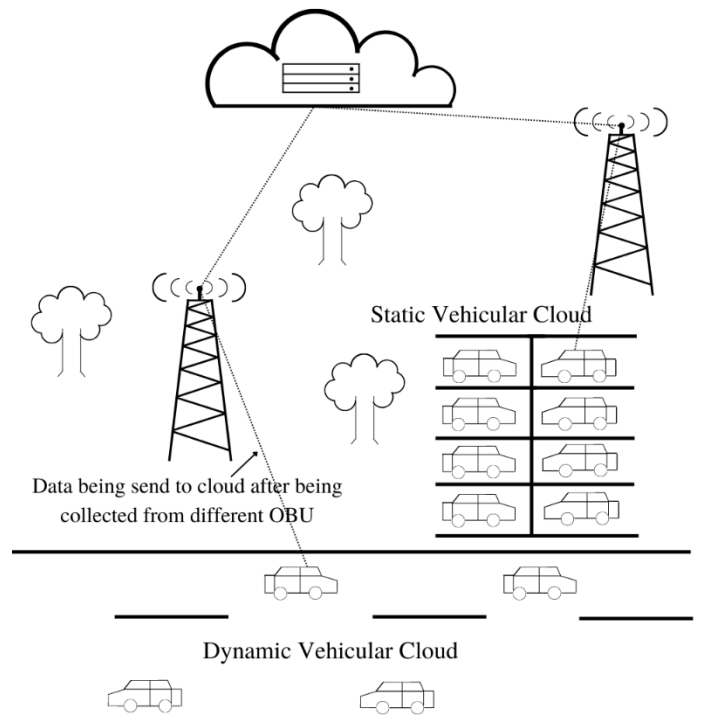 Static Vehicular Cloud
Data being send to cloud after being
collected from different OBU
Dynamic Vehicular Cloud